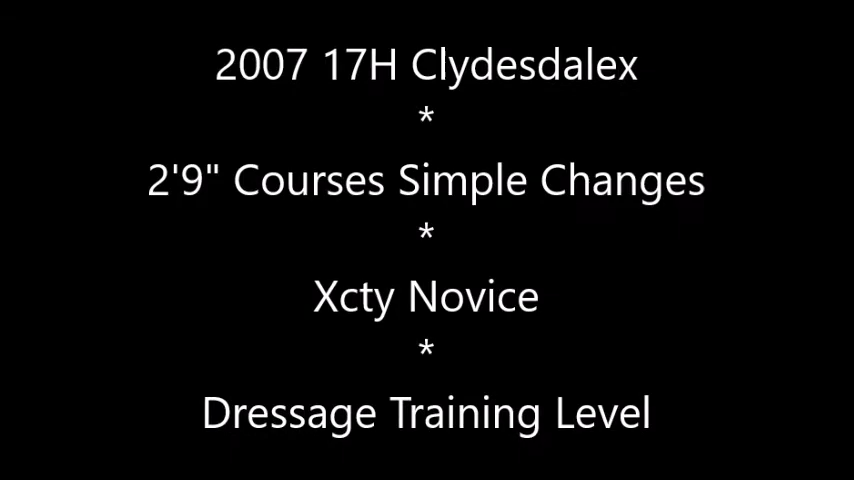 2007 17H Clydesdalex
*
2'9" Courses Simple Changes
*
Xcty Novice
*
Dressage Training Level